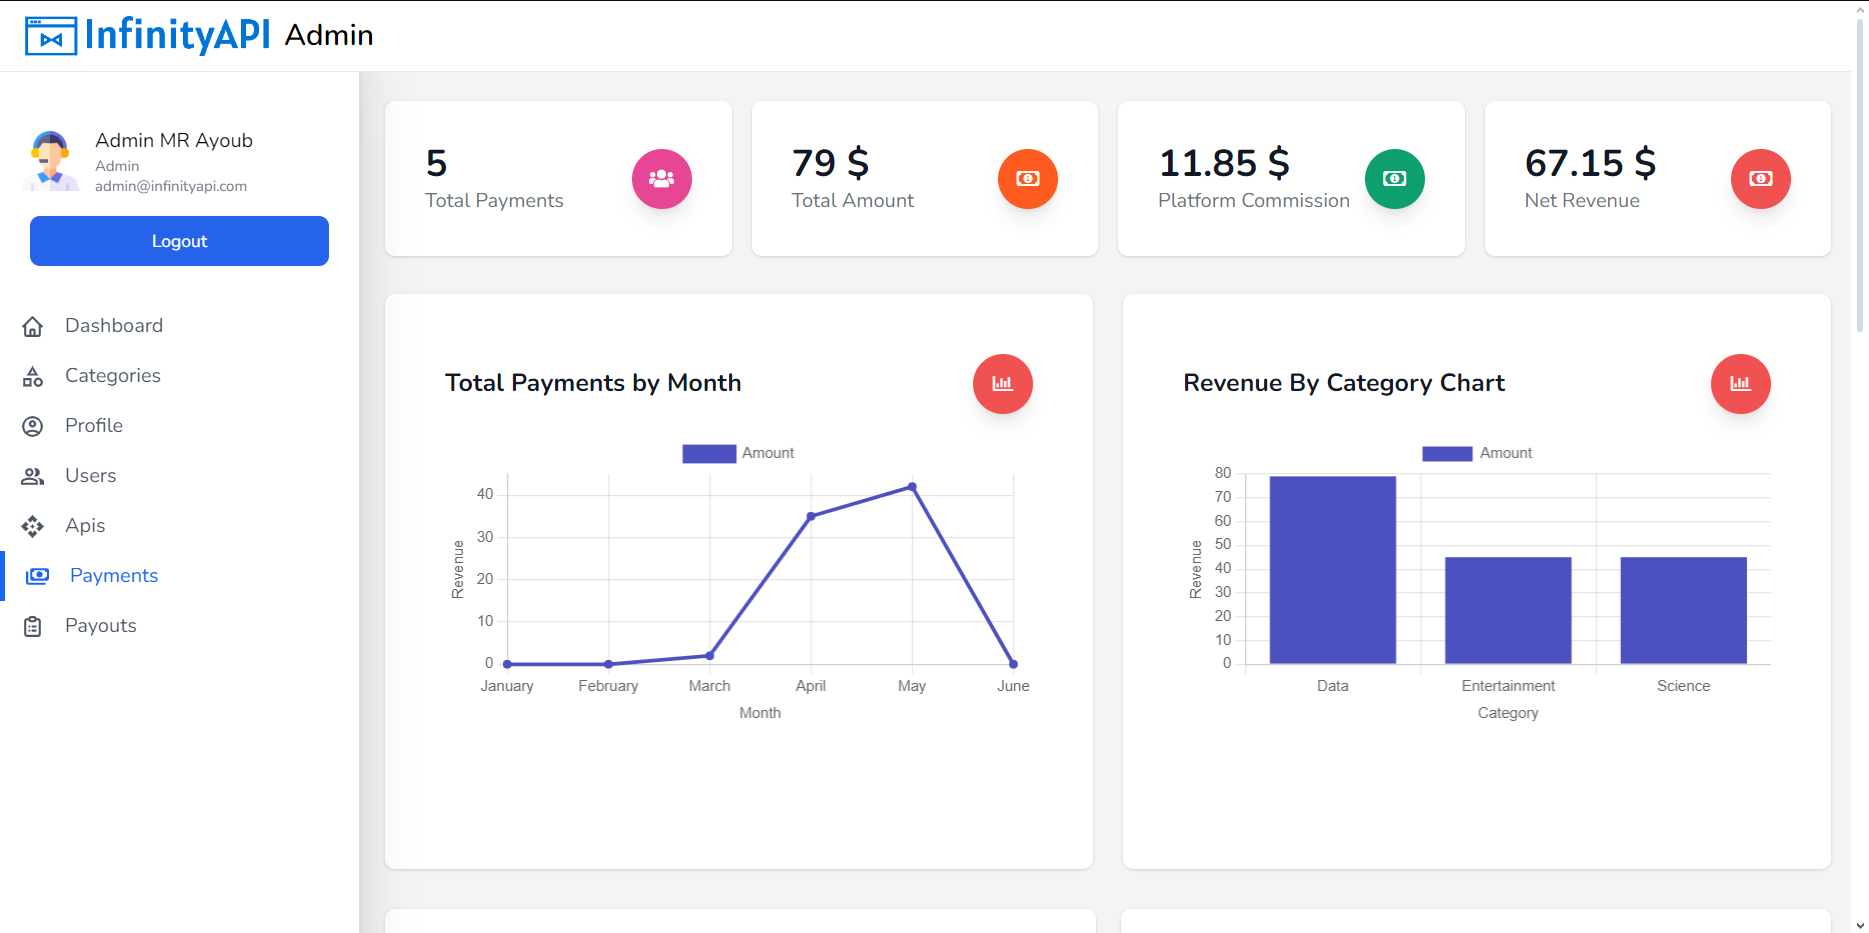 InfinityAPI Admin
Admin MR Ayoub
Admin
admin@infinityapi.com
Logout
Dashboard
Categories
Profile
Users
Apis
Payments
Payouts
5
Total Payments
79 $
Total Amount
11.85 $
Platform Commission
67.15 $
Net Revenue
Total Payments by Month
Amount
40
30
20
10
0
Revenue
January February March April May June
Month
Revenue By Category Chart
Amount
80
70
60
50
40
30
20
10
0
Revenue
Data Entertainment Science
Category